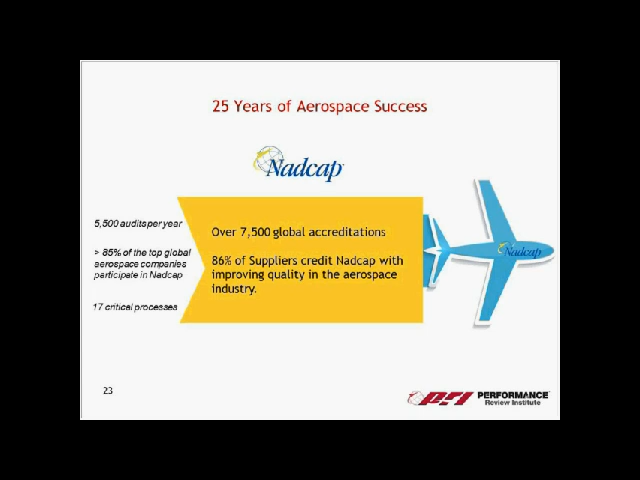 25 Years of Aerospace Success
Nadcap
5,500 audits per year
> 85% of the top global
aerospace companies
participate in Nadcap
17 critical processes
Over 7,500 global accreditations
86% of Suppliers credit Nadcap with
improving quality in the aerospace
industry.
Nadcap
23
PRI PERFORMANCE
Review Institute